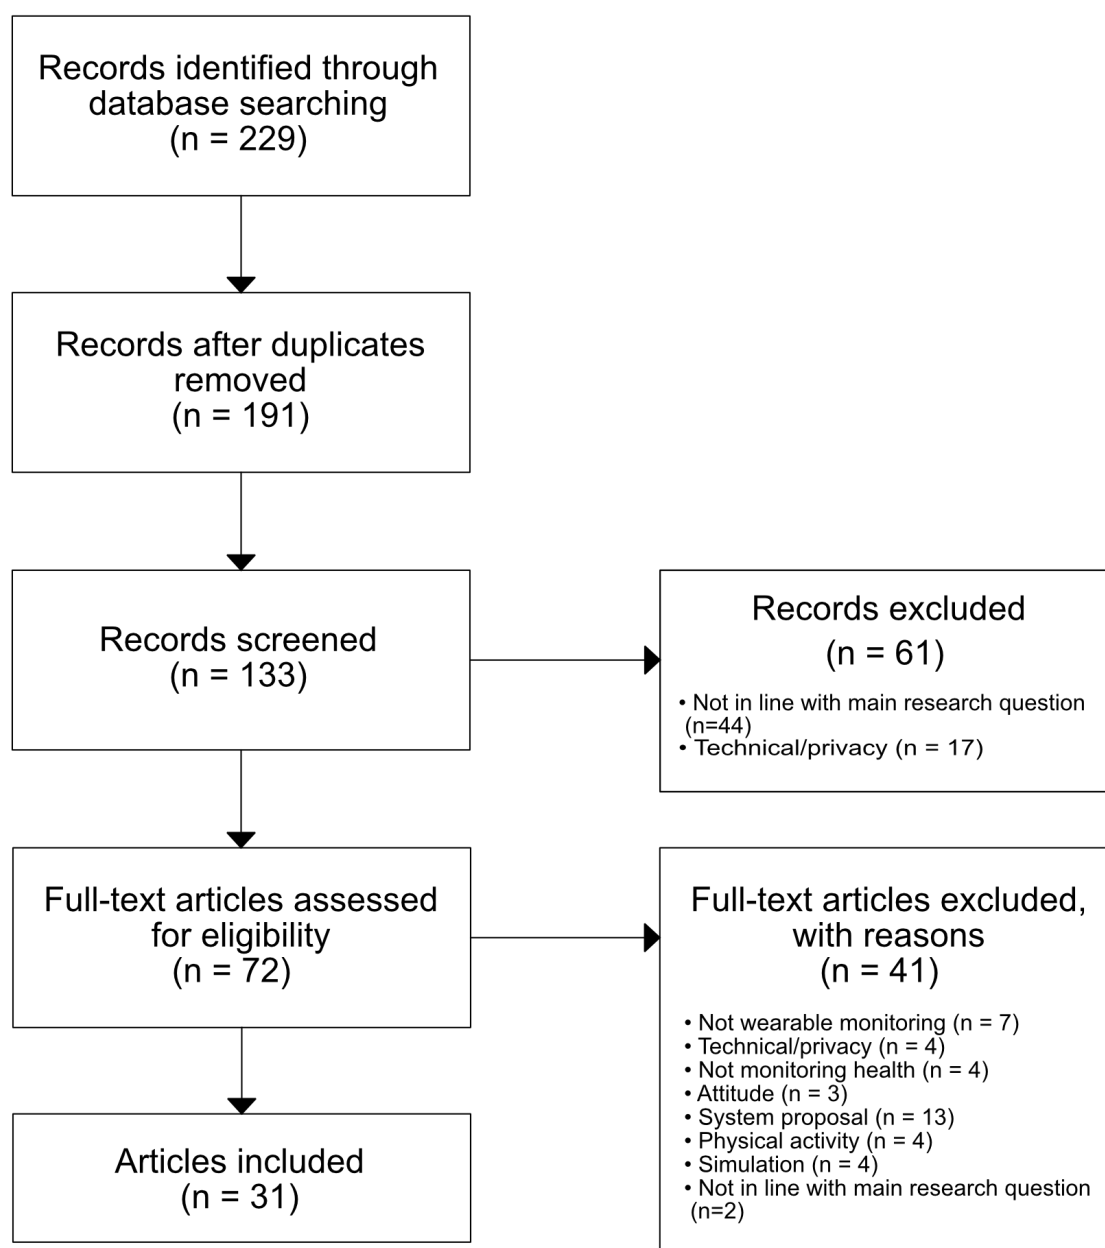 Records identified through
database searching
(n = 229)
Records after duplicates
removed
(n = 191)
Records screened
(n = 133)
Records excluded
(n = 61)
• Not in line with main research question
(n=44)
• Technical/privacy (n = 17)
Full-text articles assessed
for eligibility
(n = 72)
Full-text articles excluded,
with reasons
(n = 41)
• Not wearable monitoring (n = 7)
• Technical/privacy (n = 4)
• Not monitoring health (n = 4)
• Attitude (n = 3)
• System proposal (n = 13)
• Physical activity (n = 4)
• Simulation (n = 4)
• Not in line with main research question
(n=2)
Articles included
(n = 31)